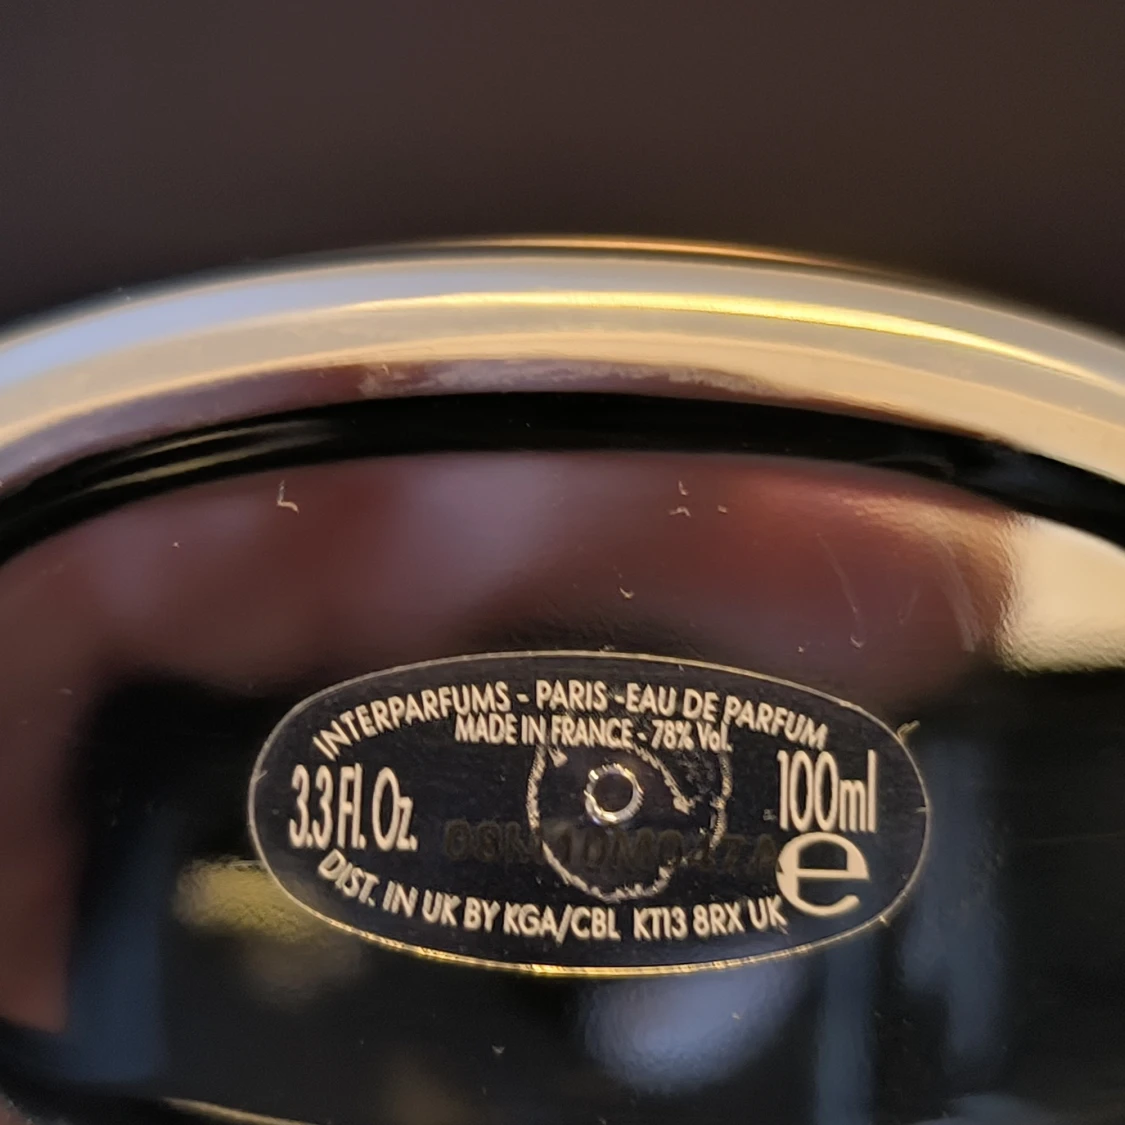 INTERPARFUMS - PARIS -EAU DE PARFUM
MADE IN FRANCE - 78% Vol.
3.3 Fl. Oz.
100ml
e
DIST. IN UK BY KGA/CBL KT13 8RX UK